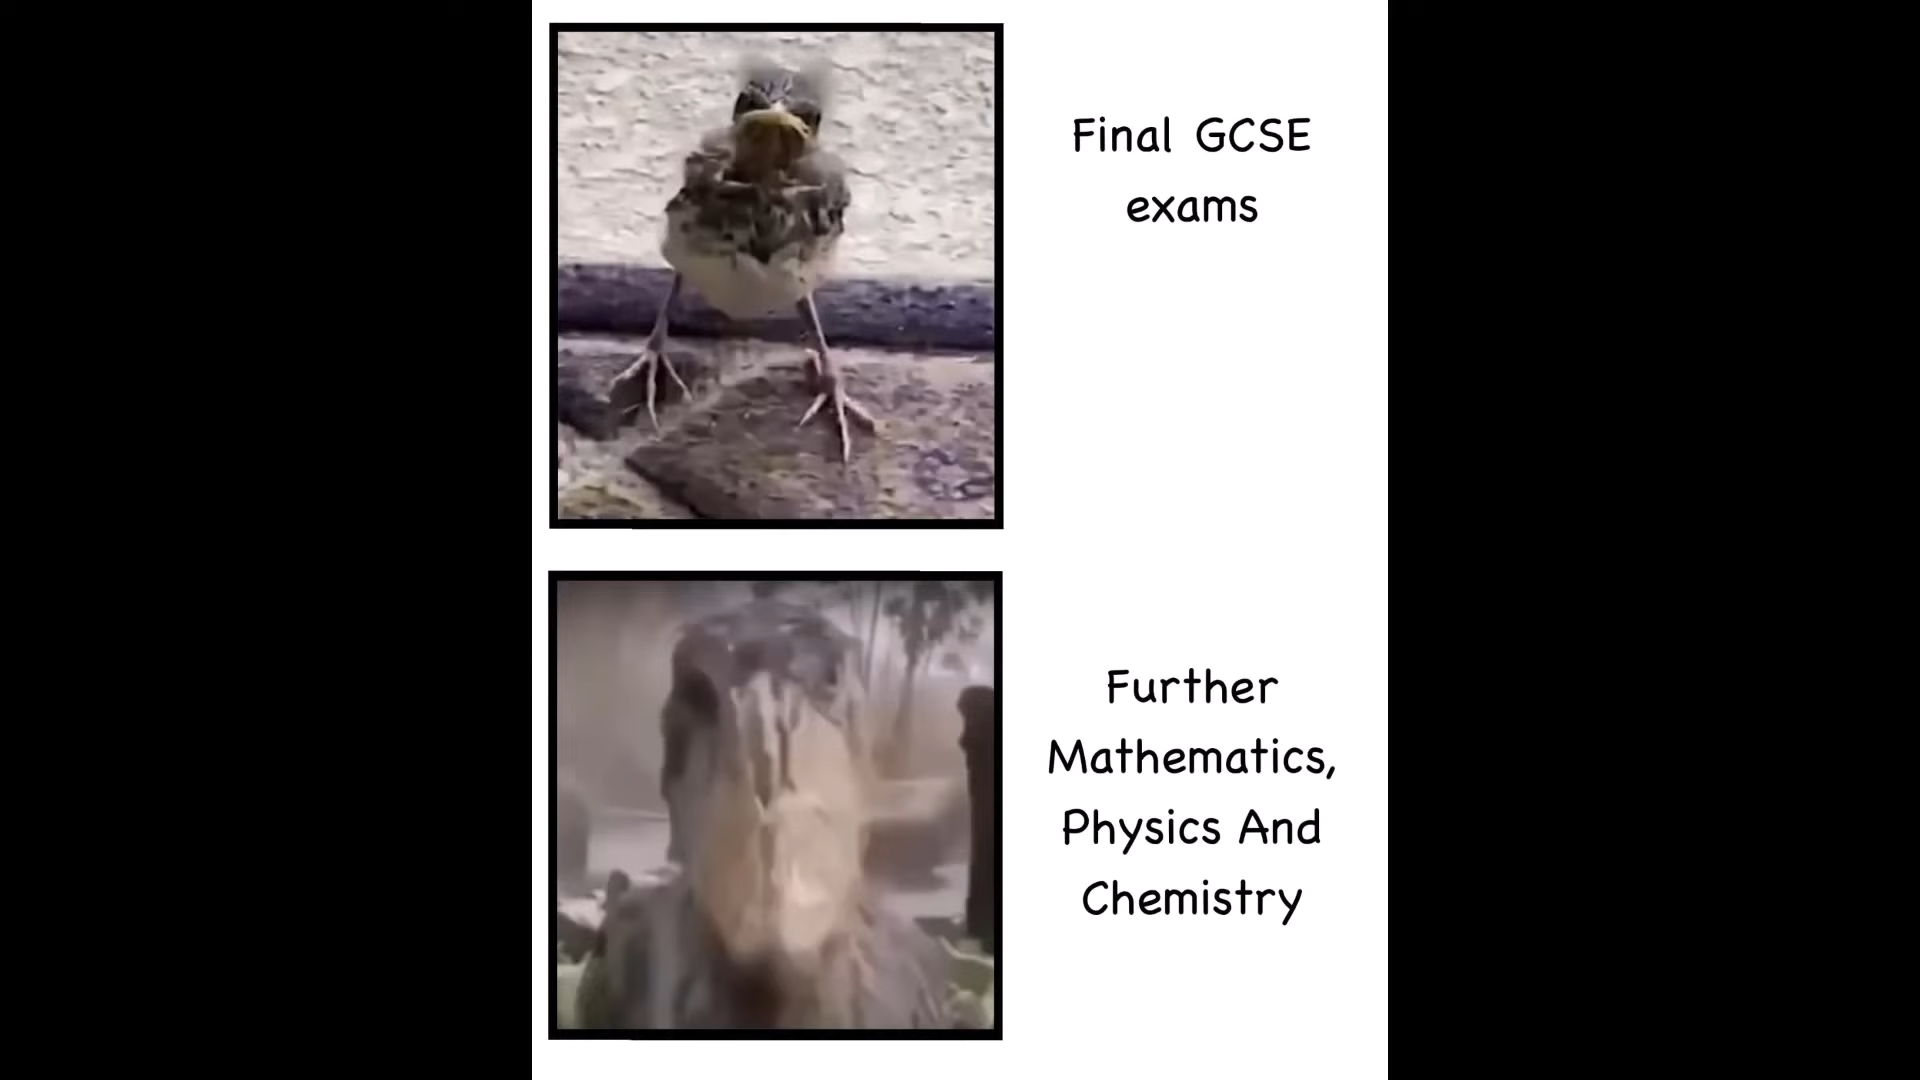 Final GCSE
exams
Further
Mathematics,
Physics And
Chemistry